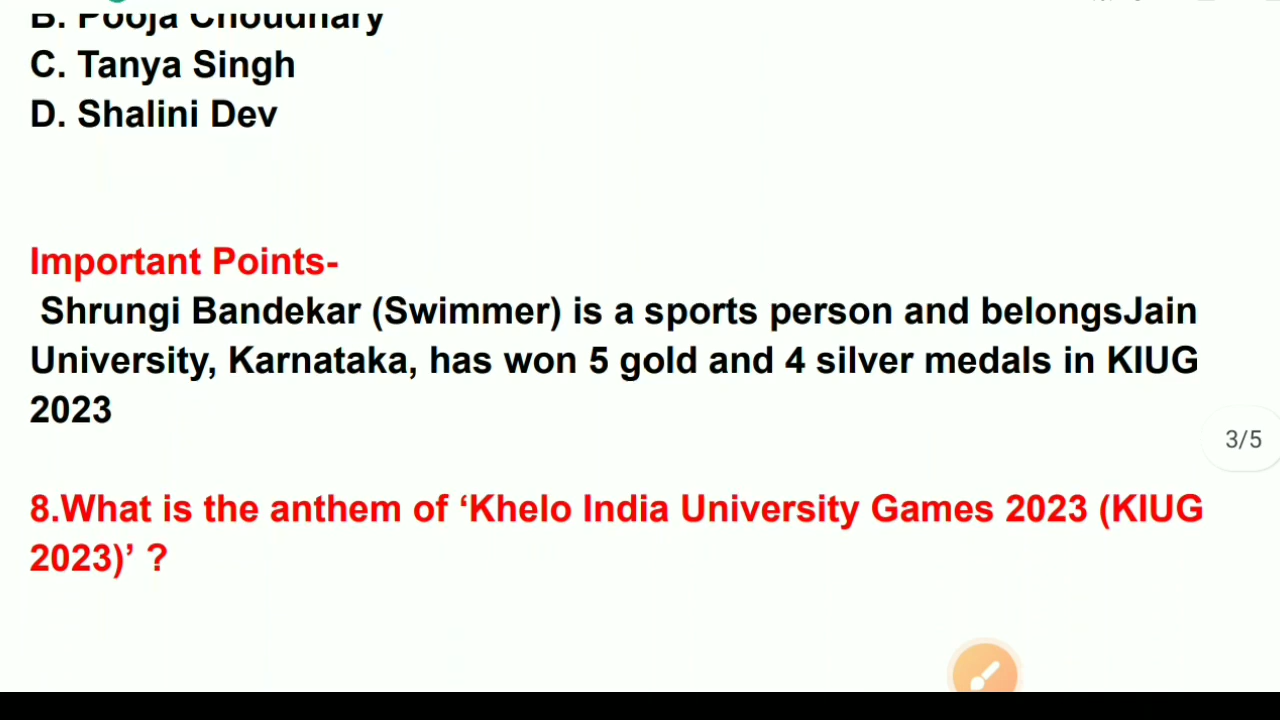 B. Pooja Choudhary
C. Tanya Singh
D. Shalini Dev
Important Points-
Shrungi Bandekar (Swimmer) is a sports person and belongsJain
University, Karnataka, has won 5 gold and 4 silver medals in KIUG
2023
3/5
8.What is the anthem of ‘Khelo India University Games 2023 (KIUG
2023)’ ?